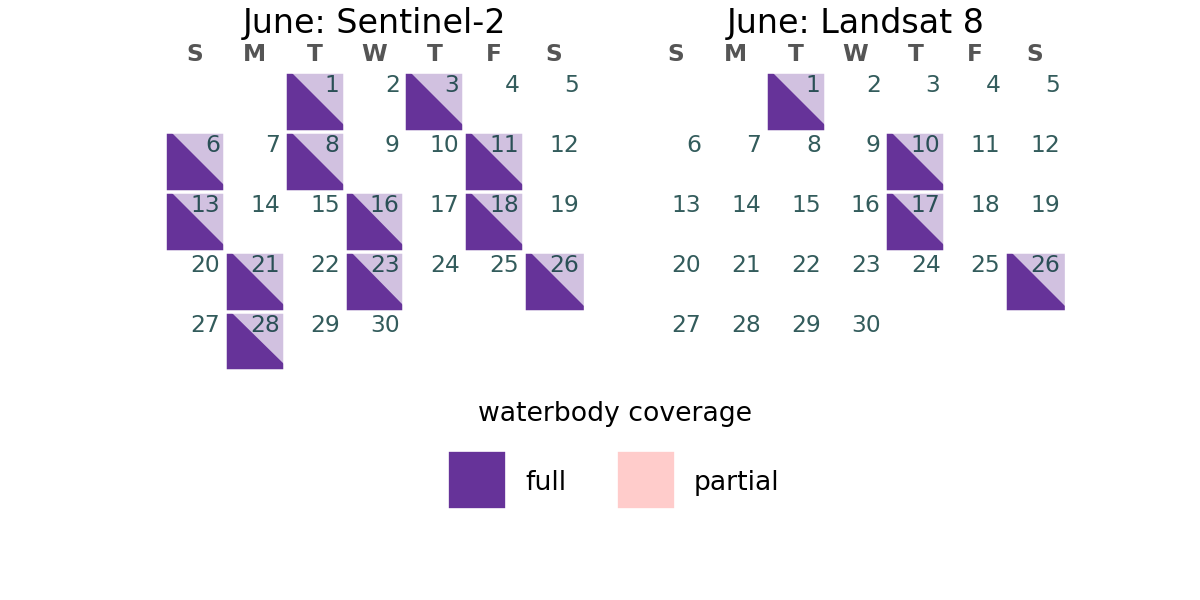 June: Sentinel-2
S M T W T F S
1 2 3 4 5
6 7 8 9 10 11 12
13 14 15 16 17 18 19
20 21 22 23 24 25 26
27 28 29 30
June: Landsat 8
S M T W T F S
1 2 3 4 5
6 7 8 9 10 11 12
13 14 15 16 17 18 19
20 21 22 23 24 25 26
27 28 29 30
waterbody coverage
full
partial